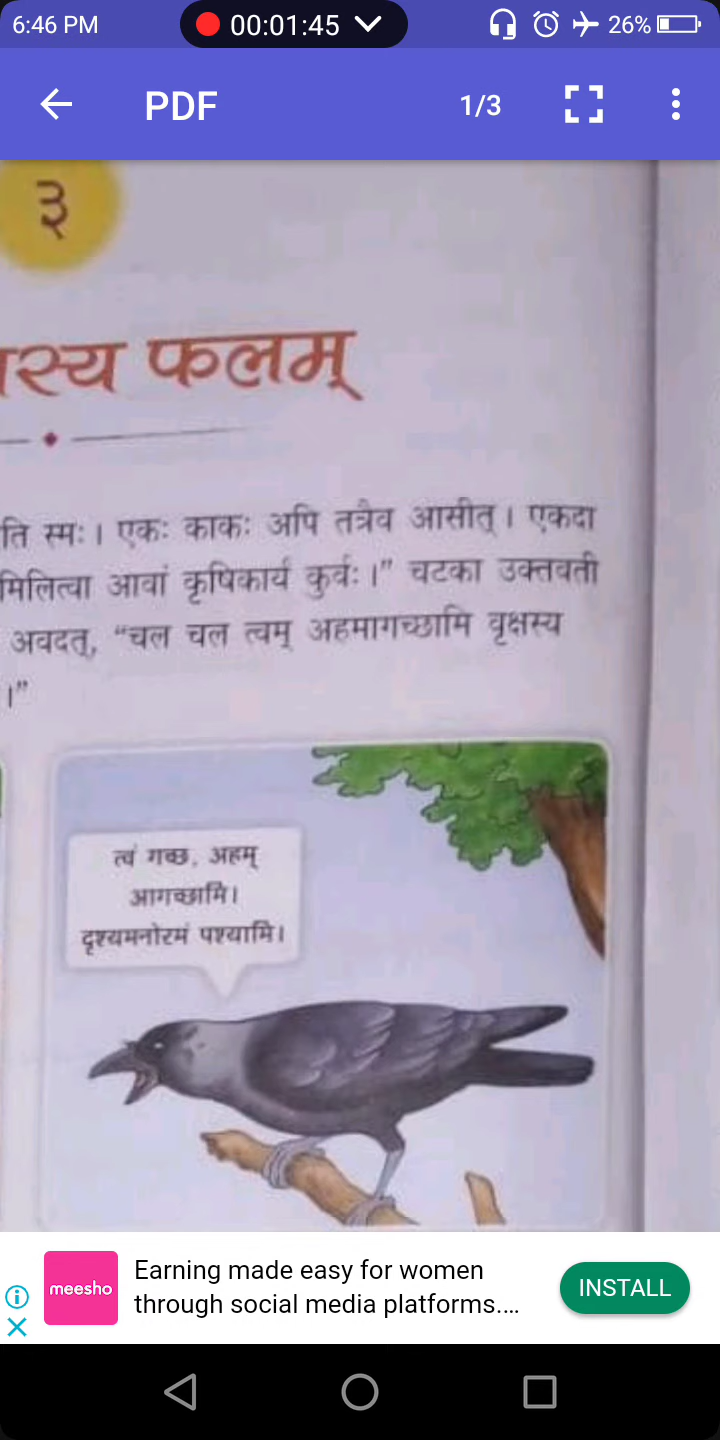 6:46 PM
00:01:45
26%
PDF
1/3
३
स्य फलम्
ति स्मः। एकः काकः अपि तत्रैव आसीत्। एकदा
मिलित्वा आवां कृषिकार्यं कुर्वः।” चटका उक्तवती
अवदत्, “चल चल त्वम् अहमागच्छामि वृक्षस्य
।”
त्वं गच्छ, अहम्
आगच्छामि।
दृश्यमनोरमं पश्यामि।
meesho
Earning made easy for women
through social media platforms....
INSTALL